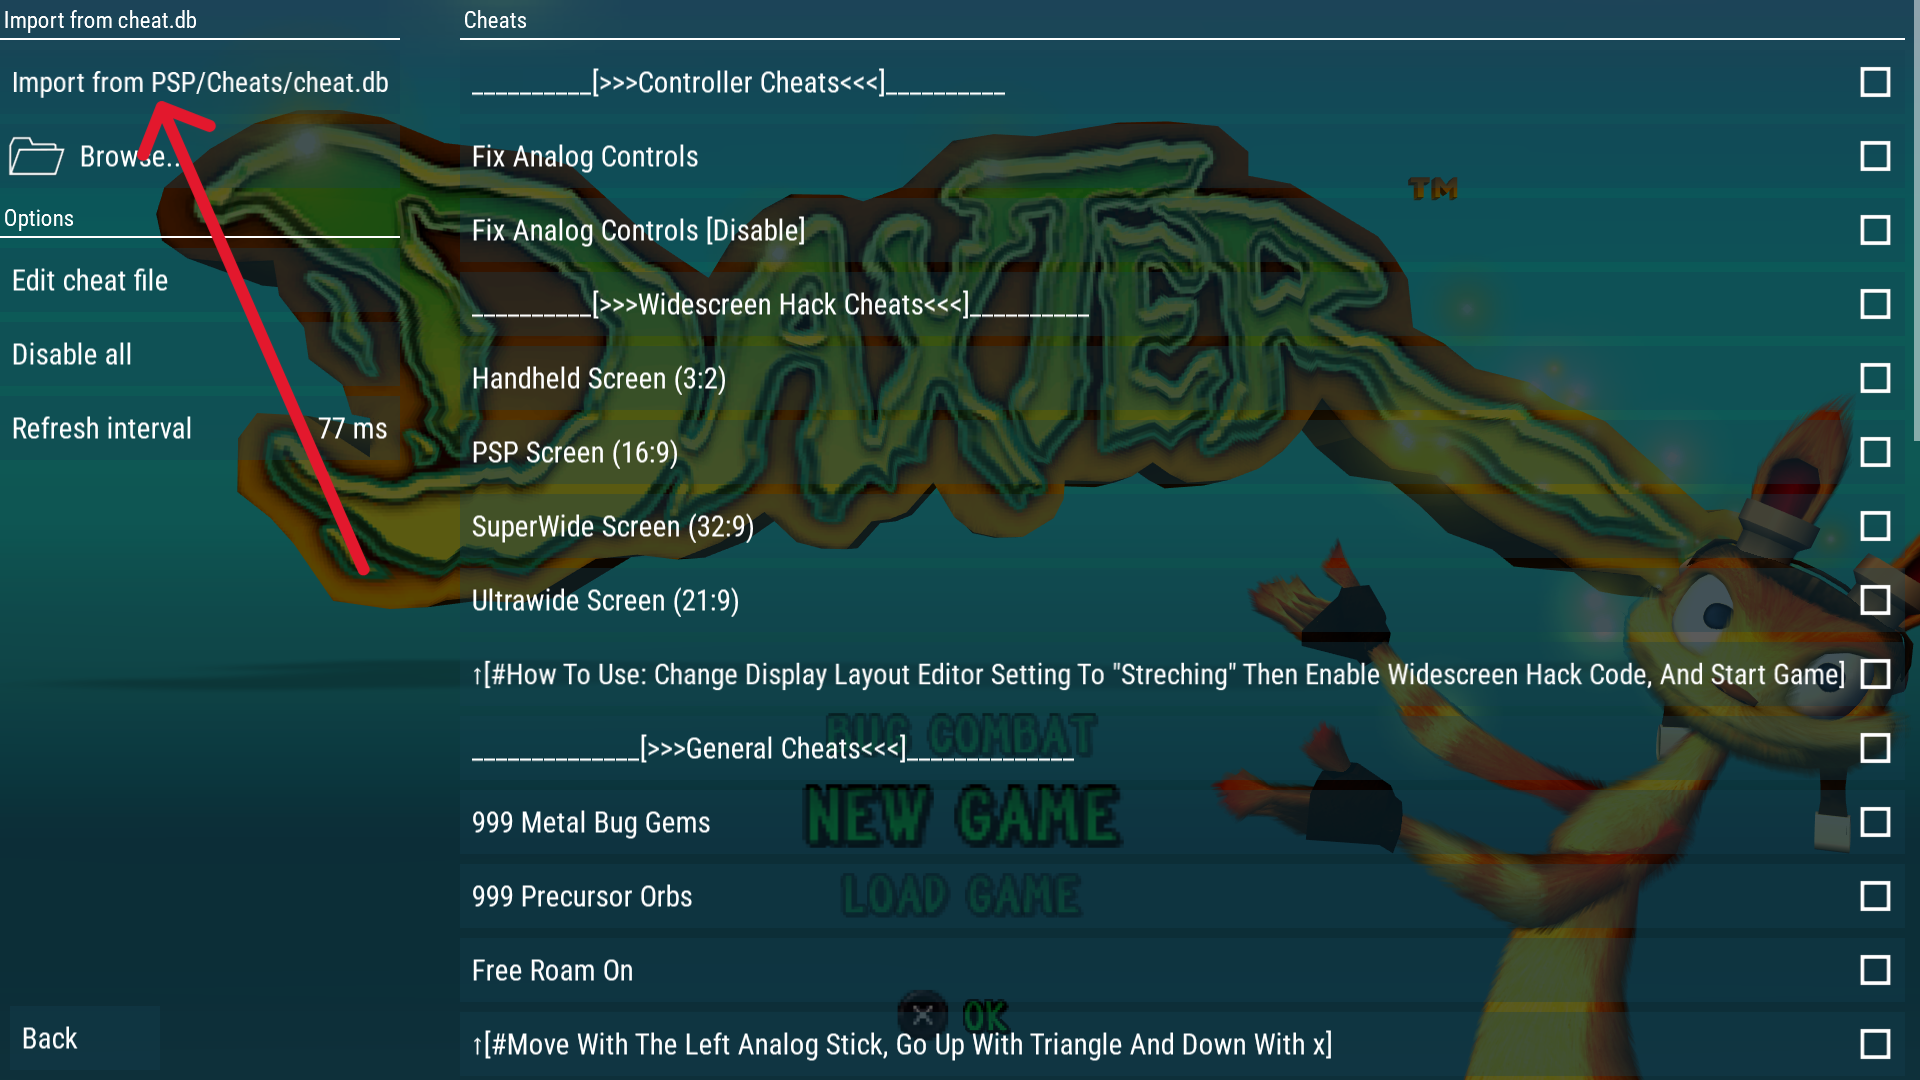 Import from cheat.db
Import from PSP/Cheats/cheat.db
Browse...
Options
Edit cheat file
Disable all
Refresh interval 77 ms
Back
Cheats
__________[>>>Controller Cheats<<<]__________
Fix Analog Controls
Fix Analog Controls [Disable]
__________[>>>Widescreen Hack Cheats<<<]__________
Handheld Screen (3:2)
PSP Screen (16:9)
SuperWide Screen (32:9)
Ultrawide Screen (21:9)
↑[#How To Use: Change Display Layout Editor Setting To "Streching" Then Enable Widescreen Hack Code, And Start Game]
______________[>>>General Cheats<<<]______________
999 Metal Bug Gems
999 Precursor Orbs
Free Roam On
↑[#Move With The Left Analog Stick, Go Up With Triangle And Down With x]
DAXTER
TM
BUG COMBAT
NEW GAME
LOAD GAME
OK